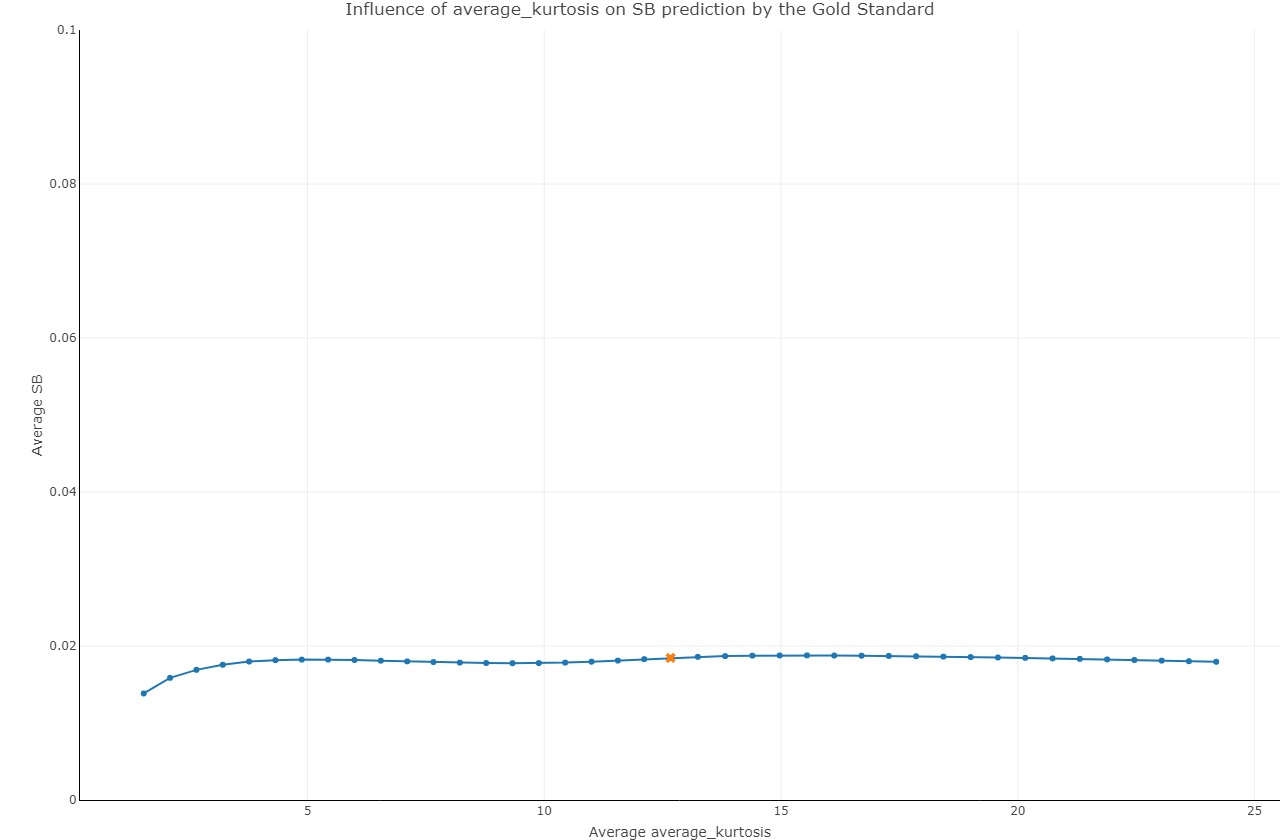 Influence of average_kurtosis on SB prediction by the Gold Standard
0.1
0.08
0.06
0.04
0.02
0
Average SB
5 10 15 20 25
Average average_kurtosis